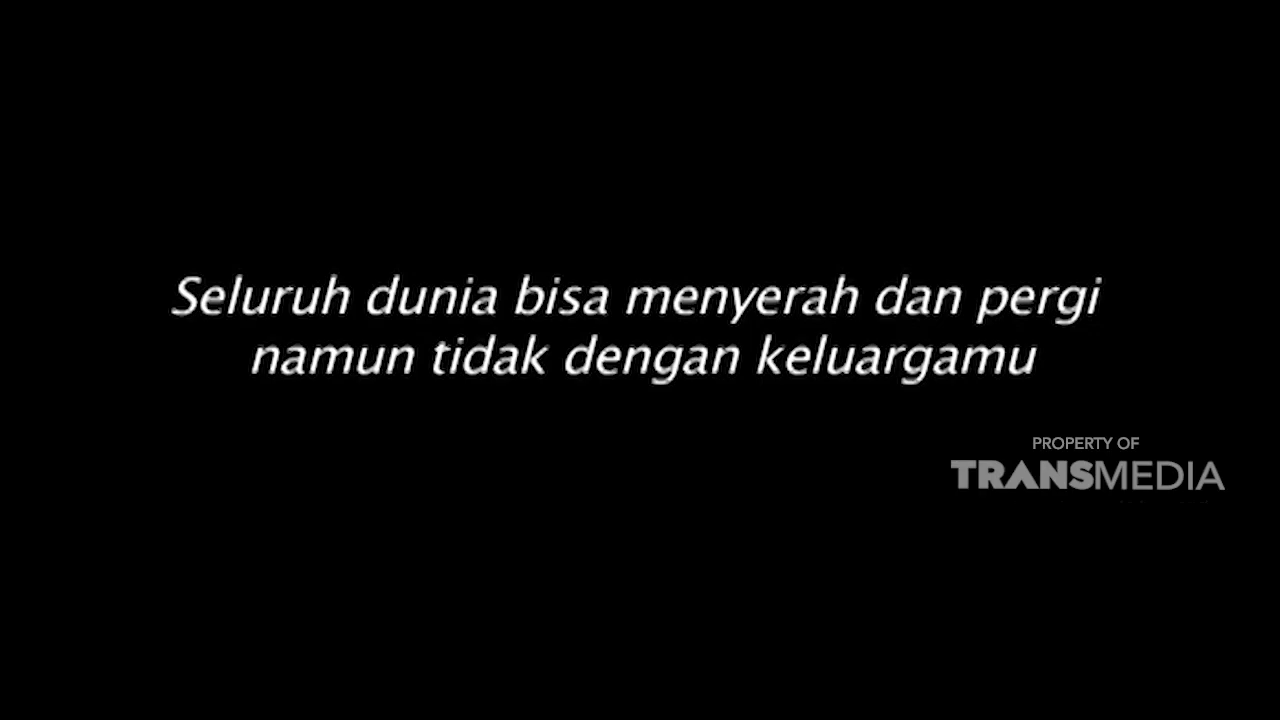 Seluruh dunia bisa menyerah dan pergi
namun tidak dengan keluargamu
PROPERTY OF
TRANSMEDIA